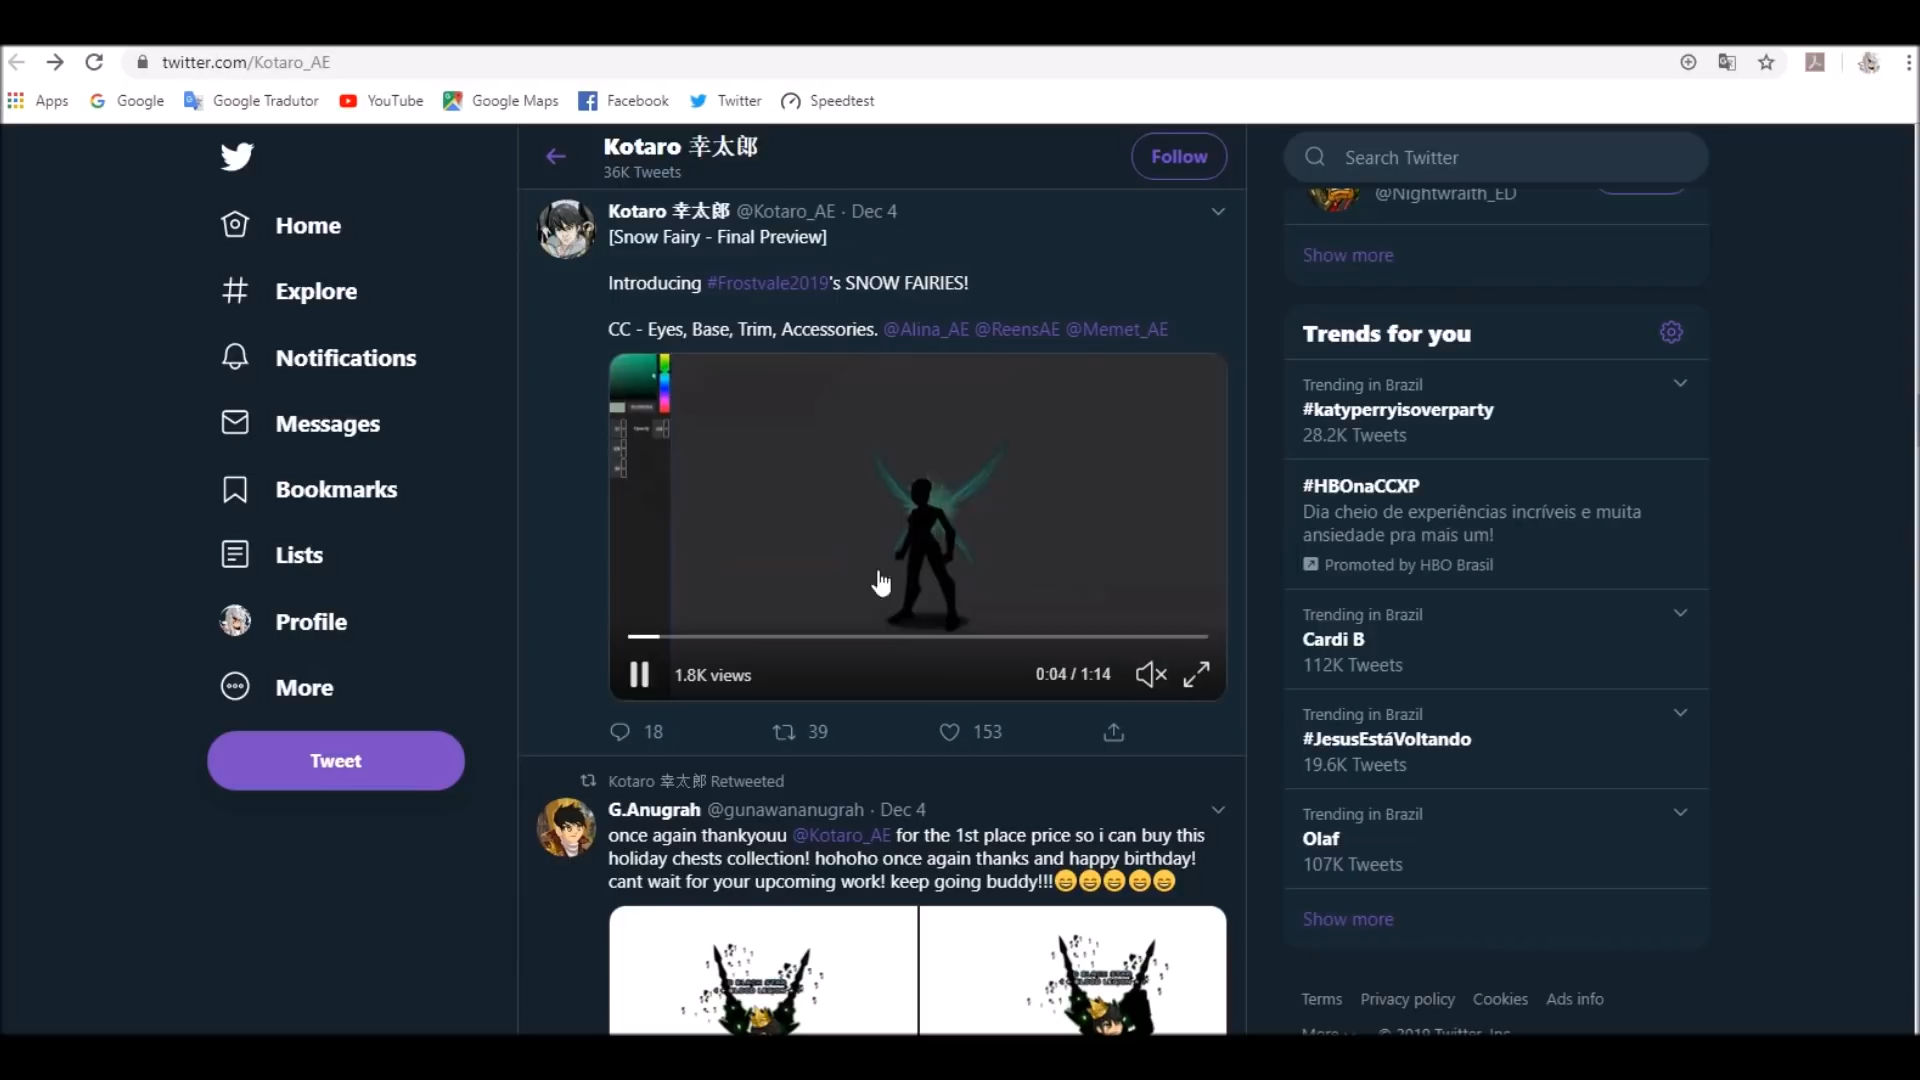 twitter.com/Kotaro_AE
Apps Google Google Tradutor YouTube Google Maps Facebook Twitter Speedtest
Home
Explore
Notifications
Messages
Bookmarks
Lists
Profile
More
Tweet
Kotaro 幸太郎
36K Tweets
Follow
Kotaro 幸太郎 @Kotaro_AE · Dec 4
[Snow Fairy - Final Preview]
Introducing #Frostvale2019's SNOW FAIRIES!
CC - Eyes, Base, Trim, Accessories. @Alina_AE @ReensAE @Memet_AE
1.8K views
0:04 / 1:14
18 39 153
Kotaro 幸太郎 Retweeted
G.Anugrah @gunawananugrah · Dec 4
once again thankyouu @Kotaro_AE for the 1st place price so i can buy this
holiday chests collection! hohoho once again thanks and happy birthday!
cant wait for your upcoming work! keep going buddy!!!😄😄😄😄😄
Search Twitter
@Nightwraith_ED
Show more
Trends for you
Trending in Brazil
#katyperryisoverparty
28.2K Tweets
#HBOnaCCXP
Dia cheio de experiências incríveis e muita
ansiedade pra mais um!
Promoted by HBO Brasil
Trending in Brazil
Cardi B
112K Tweets
Trending in Brazil
#JesusEstáVoltando
19.6K Tweets
Trending in Brazil
Olaf
107K Tweets
Show more
Terms Privacy policy Cookies Ads info
More © 2019 Twitter, Inc.